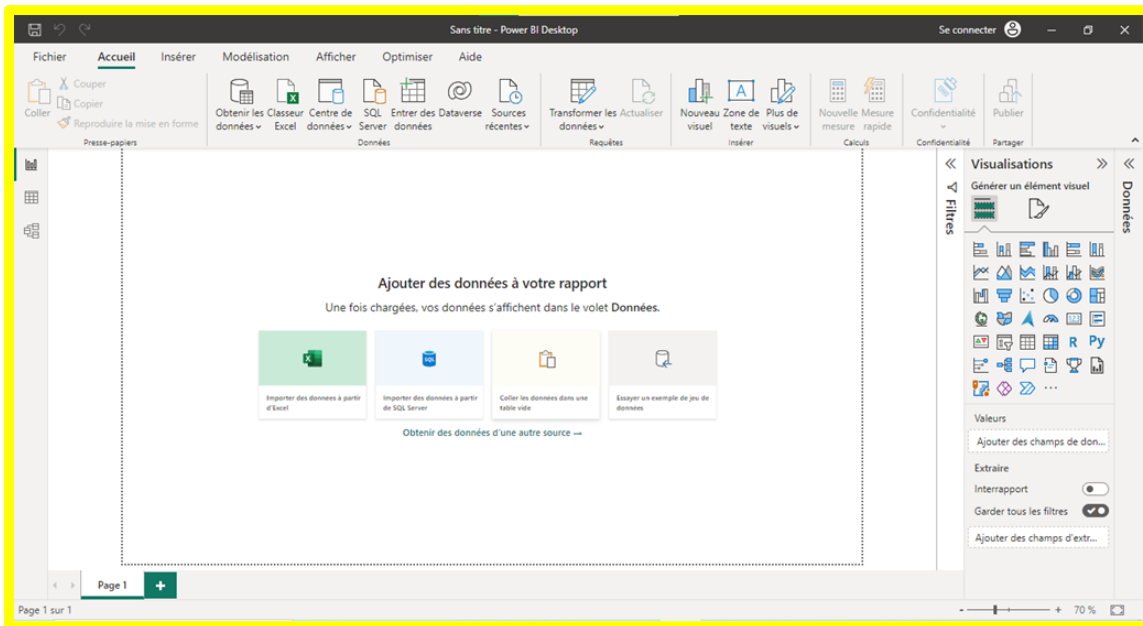 Sans titre - Power BI Desktop
Se connecter
Fichier Accueil Insérer Modélisation Afficher Optimiser Aide
Coller
Couper
Copier
Reproduire la mise en forme
Presse-papiers
Obtenir les données
Classeur Excel
Centre de données
SQL Server
Entrer des données
Dataverse
Sources récentes
Données
Transformer les données
Actualiser
Requêtes
Nouveau visuel
Zone de texte
Plus de visuels
Insérer
Nouvelle mesure
Mesure rapide
Calculs
Confidentialité
Confidentialité
Publier
Partager
Ajouter des données à votre rapport
Une fois chargées, vos données s'affichent dans le volet Données.
SQL
Importer des données à partir
d'Excel
Importer des données à partir
de SQL Server
Coller les données dans une
table vide
Essayer un exemple de jeu de
données
Obtenir des données d'une autre source →
Filtres
Visualisations
Générer un élément visuel
123
R Py
Valeurs
Ajouter des champs de don...
Extraire
Interrapport
Garder tous les filtres
Ajouter des champs d'extr...
Données
Page 1
Page 1 sur 1
70 %